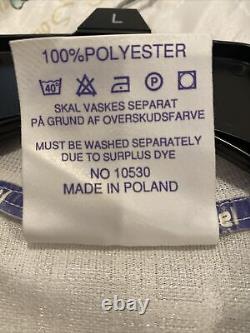 L
100%POLYESTER
40°
P
SKAL VASKES SEPARAT
PÅ GRUND AF OVERSKUDSFARVE
MUST BE WASHED SEPARATELY
DUE TO SURPLUS DYE
NO 10530
MADE IN POLAND